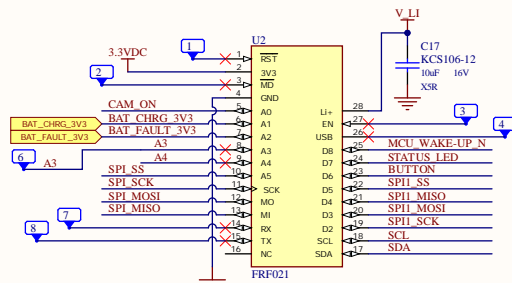 V_LI
U2
C17
KCS106-12
10uF 16V
X5R
3.3VDC
1
2
3
4
6
7
8
CAM_ON
BAT_CHRG_3V3 BAT_CHRG_3V3
BAT_FAULT_3V3 BAT_FAULT_3V3
A3
A3
A4
SPI_SS
SPI_SCK
SPI_MOSI
SPI_MISO
1 RST
2 3V3
3 MD
4 GND
5 A0
6 A1
7 A2
8 A3
9 A4
10 A5
11 SCK
12 MO
13 MI
14 RX
15 TX
16 NC
Li+ 28
EN 27
USB 26
D8 25 MCU_WAKE-UP_N
D7 24 STATUS_LED
D6 23 BUTTON
D5 22 SPI1_SS
D4 21 SPI1_MISO
D3 20 SPI1_MOSI
D2 19 SPI1_SCK
SCL 18 SCL
SDA 17 SDA
FRF021